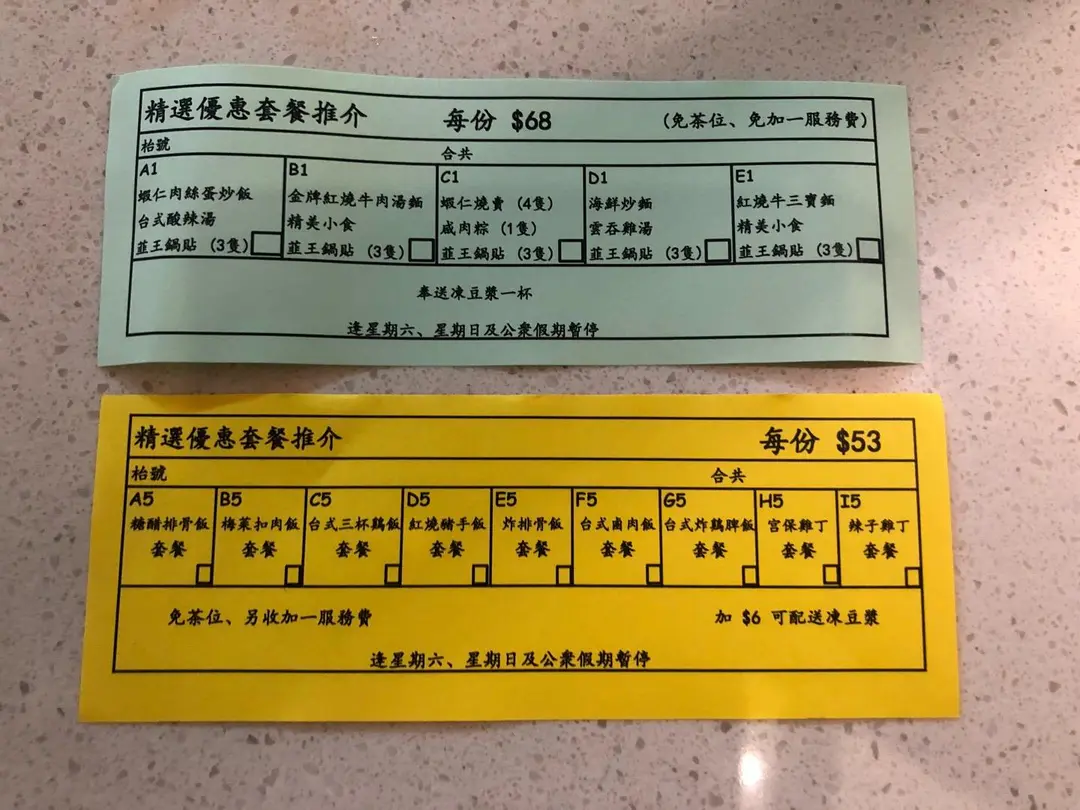 精選優惠套餐推介 每份 $68 (免茶位、免加一服務費)
枱號 合共
A1
蝦仁肉絲蛋炒飯
台式酸辣湯
韮王鍋貼 (3隻)
B1
金牌紅燒牛肉湯麵
精美小食
韮王鍋貼 (3隻)
C1
蝦仁燒賣 (4隻)
咸肉粽 (1隻)
韮王鍋貼 (3隻)
D1
海鮮炒麵
雲吞雞湯
韮王鍋貼 (3隻)
E1
紅燒牛三寶麵
精美小食
韮王鍋貼 (3隻)
奉送凍豆漿一杯
逢星期六、星期日及公眾假期暫停
精選優惠套餐推介 每份 $53
枱號 合共
A5
糖醋排骨飯
套餐
B5
梅菜扣肉飯
套餐
C5
台式三杯鷄飯
套餐
D5
紅燒豬手飯
套餐
E5
炸排骨飯
套餐
F5
台式鹵肉飯
套餐
G5
台式炸鷄脾飯
套餐
H5
宮保雞丁
套餐
I5
辣子雞丁
套餐
免茶位、另收加一服務費 加 $6 可配送凍豆漿
逢星期六、星期日及公眾假期暫停